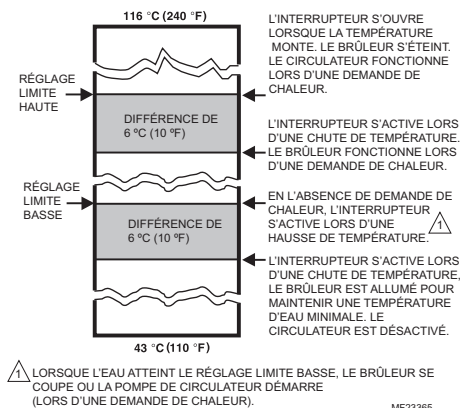 116 °C (240 °F)
L'INTERRUPTEUR S'OUVRE
LORSQUE LA TEMPÉRATURE
MONTE. LE BRÛLEUR S'ÉTEINT.
LE CIRCULATEUR FONCTIONNE
LORS D'UNE DEMANDE DE
CHALEUR.
RÉGLAGE
LIMITE
HAUTE
DIFFÉRENCE DE
6 ºC (10 ºF)
L'INTERRUPTEUR S'ACTIVE LORS
D'UNE CHUTE DE TEMPÉRATURE.
LE BRÛLEUR FONCTIONNE LORS
D'UNE DEMANDE DE CHALEUR.
RÉGLAGE
LIMITE
BASSE
EN L'ABSENCE DE DEMANDE DE
CHALEUR, L'INTERRUPTEUR
S'ACTIVE LORS D'UNE
HAUSSE DE TEMPÉRATURE. 1
DIFFÉRENCE DE
6 ºC (10 ºF)
L'INTERRUPTEUR S'ACTIVE LORS
D'UNE CHUTE DE TEMPÉRATURE,
LE BRÛLEUR EST ALLUMÉ POUR
MAINTENIR UNE TEMPÉRATURE
D'EAU MINIMALE. LE
CIRCULATEUR EST DÉSACTIVÉ.
43 °C (110 °F)
1 LORSQUE L'EAU ATTEINT LE RÉGLAGE LIMITE BASSE, LE BRÛLEUR SE
COUPE OU LA POMPE DE CIRCULATEUR DÉMARRE
(LORS D'UNE DEMANDE DE CHALEUR).
MF23365